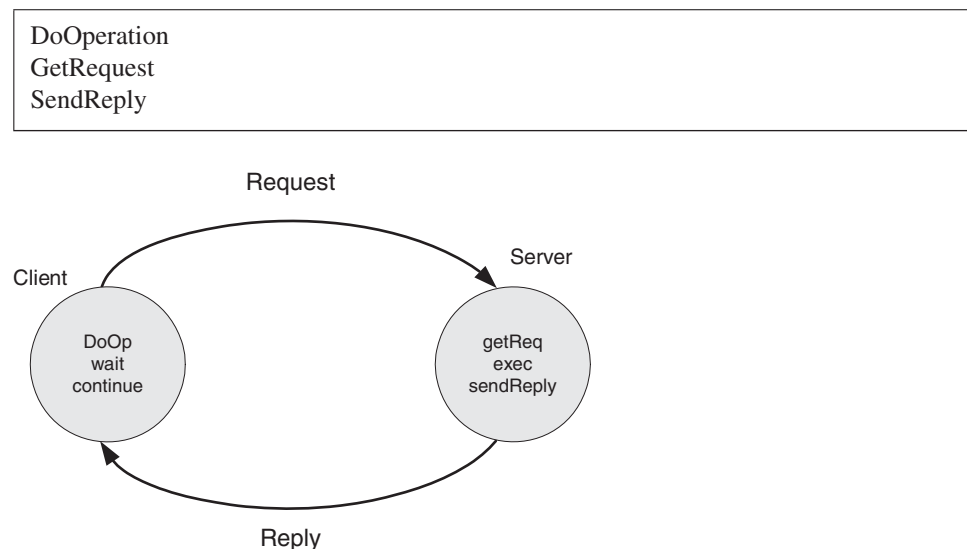 DoOperation
GetRequest
SendReply
Request
Server
Client
DoOp
wait
continue
getReq
exec
sendReply
Reply